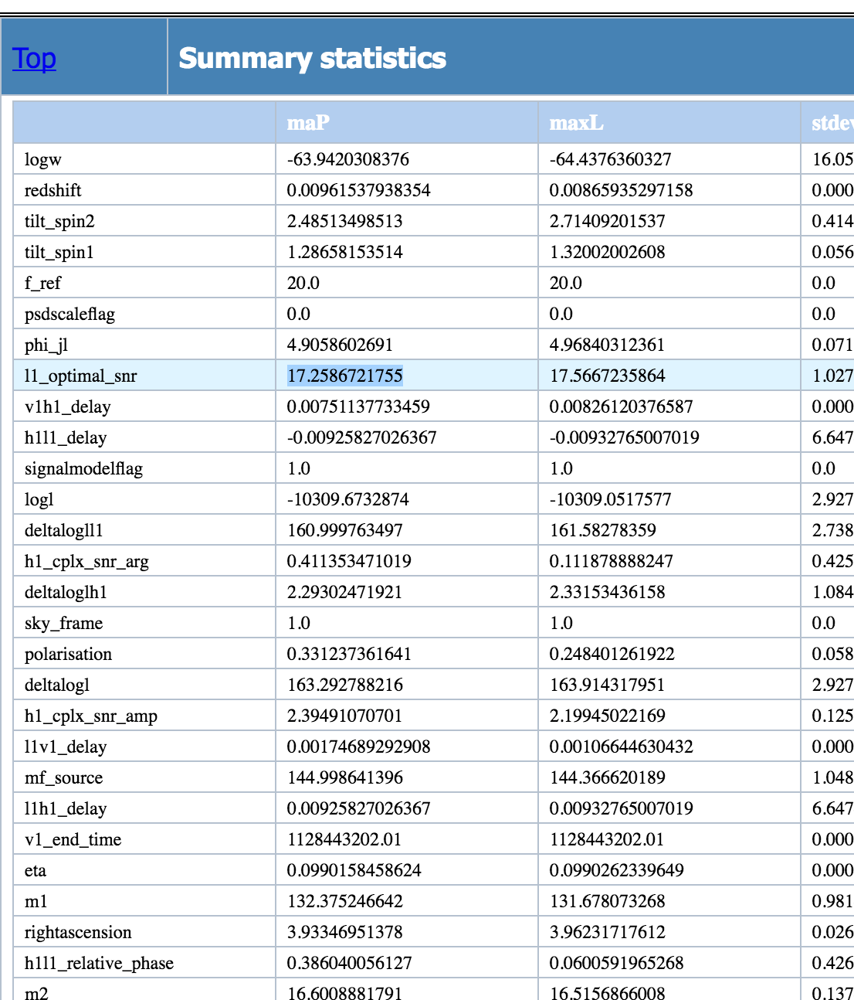 Top Summary statistics
maP maxL stdev
logw -63.9420308376 -64.4376360327 16.05
redshift 0.00961537938354 0.00865935297158 0.000
tilt_spin2 2.48513498513 2.71409201537 0.414
tilt_spin1 1.28658153514 1.32002002608 0.056
f_ref 20.0 20.0 0.0
psdscaleflag 0.0 0.0 0.0
phi_jl 4.9058602691 4.96840312361 0.071
l1_optimal_snr 17.2586721755 17.5667235864 1.027
v1h1_delay 0.00751137733459 0.00826120376587 0.000
h1l1_delay -0.00925827026367 -0.00932765007019 6.647
signalmodelflag 1.0 1.0 0.0
logl -10309.6732874 -10309.0517577 2.927
deltalogll1 160.999763497 161.58278359 2.738
h1_cplx_snr_arg 0.411353471019 0.111878888247 0.425
deltaloglh1 2.29302471921 2.33153436158 1.084
sky_frame 1.0 1.0 0.0
polarisation 0.331237361641 0.248401261922 0.058
deltalogl 163.292788216 163.914317951 2.927
h1_cplx_snr_amp 2.39491070701 2.19945022169 0.125
l1v1_delay 0.00174689292908 0.00106644630432 0.000
mf_source 144.998641396 144.366620189 1.048
l1h1_delay 0.00925827026367 0.00932765007019 6.647
v1_end_time 1128443202.01 1128443202.01 0.000
eta 0.0990158458624 0.0990262339649 0.000
m1 132.375246642 131.678073268 0.981
rightascension 3.93346951378 3.96231717612 0.026
h1l1_relative_phase 0.386040056127 0.0600591965268 0.426
m2 16.6008881791 16.5156866008 0.137